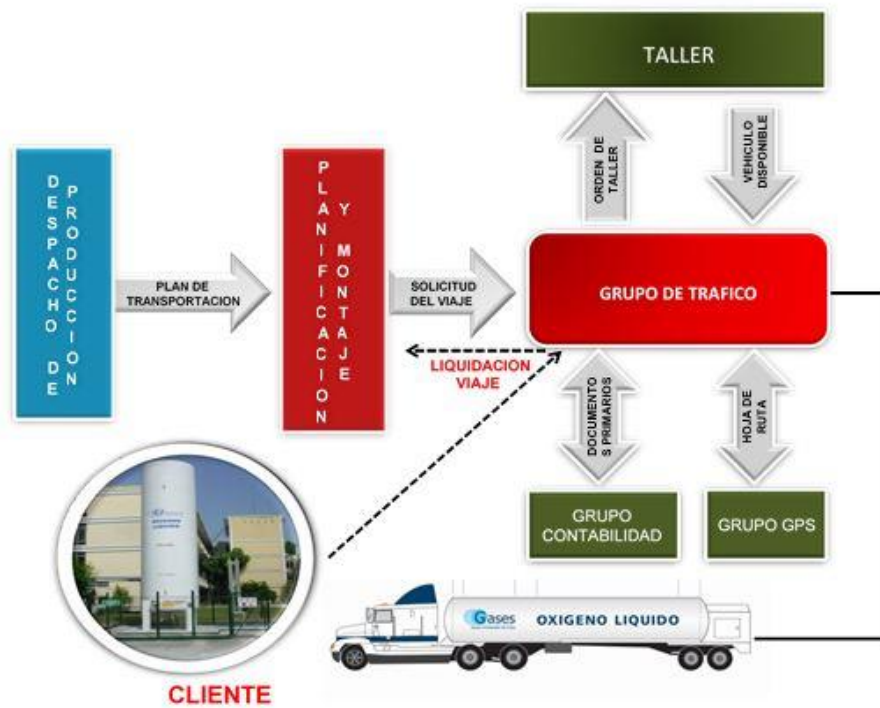 TALLER
ORDEN DE
TALLER
VEHICULO
DISPONIBLE
DESPACHO DE
PRODUCCION
PLAN DE
TRANSPORTACION
PLANIFICACION
Y MONTAJE
SOLICITUD
DEL VIAJE
GRUPO DE TRAFICO
LIQUIDACION
VIAJE
DOCUMENTO
S PRIMARIOS
HOJA DE
RUTA
GRUPO
CONTABILIDAD
GRUPO GPS
Gases
OXIGENO LIQUIDO
CLIENTE